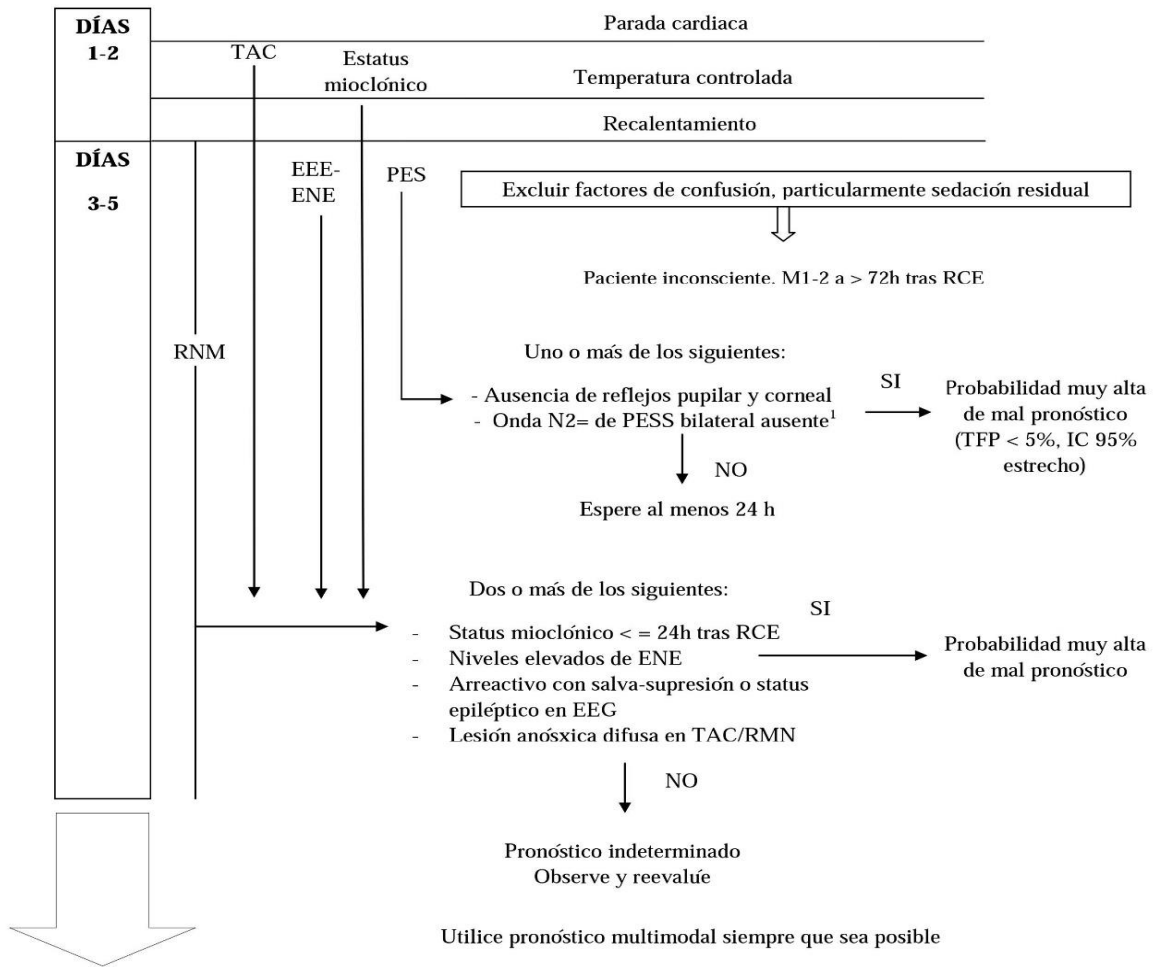 DÍAS
1-2
Parada cardiaca
TAC
Estatus
mioclónico
Temperatura controlada
Recalentamiento
DÍAS
3-5
EEE-
ENE
PES
Excluir factores de confusión, particularmente sedación residual
Paciente inconsciente. M1-2 a > 72h tras RCE
RNM
Uno o más de los siguientes:
- Ausencia de reflejos pupilar y corneal
- Onda N2= de PESS bilateral ausente¹
SI
Probabilidad muy alta
de mal pronóstico
(TFP < 5%, IC 95%
estrecho)
NO
Espere al menos 24 h
Dos o más de los siguientes:
- Status mioclónico < = 24h tras RCE
- Niveles elevados de ENE
- Arreactivo con salva-supresión o status
epiléptico en EEG
- Lesión anósxica difusa en TAC/RMN
SI
Probabilidad muy alta
de mal pronóstico
NO
Pronóstico indeterminado
Observe y reevalúe
Utilice pronóstico multimodal siempre que sea posible